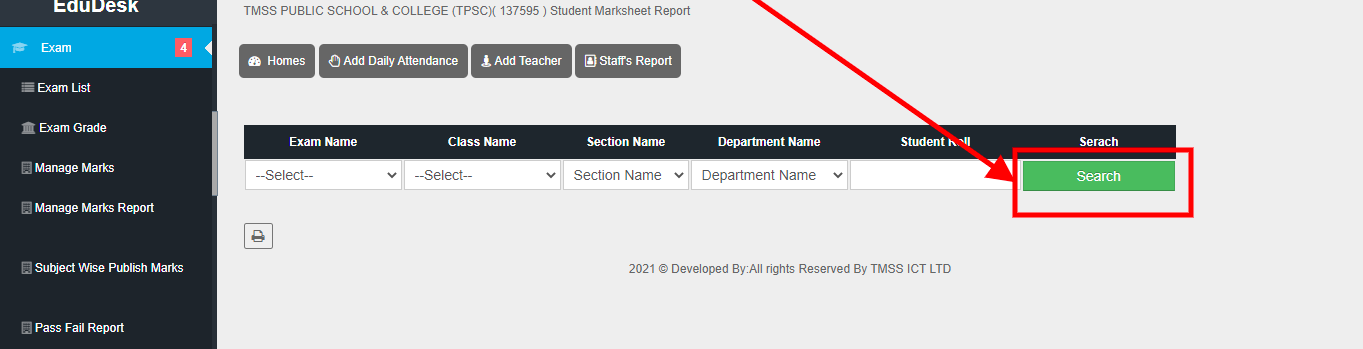 EduDesk
TMSS PUBLIC SCHOOL & COLLEGE (TPSC)( 137595 ) Student Marksheet Report
Exam 4
Homes Add Daily Attendance Add Teacher Staff's Report
Exam List
Exam Grade
Manage Marks
Manage Marks Report
Subject Wise Publish Marks
Pass Fail Report
Exam Name Class Name Section Name Department Name Student Roll Serach
--Select-- --Select-- Section Name Department Name Search
2021 © Developed By:All rights Reserved By TMSS ICT LTD